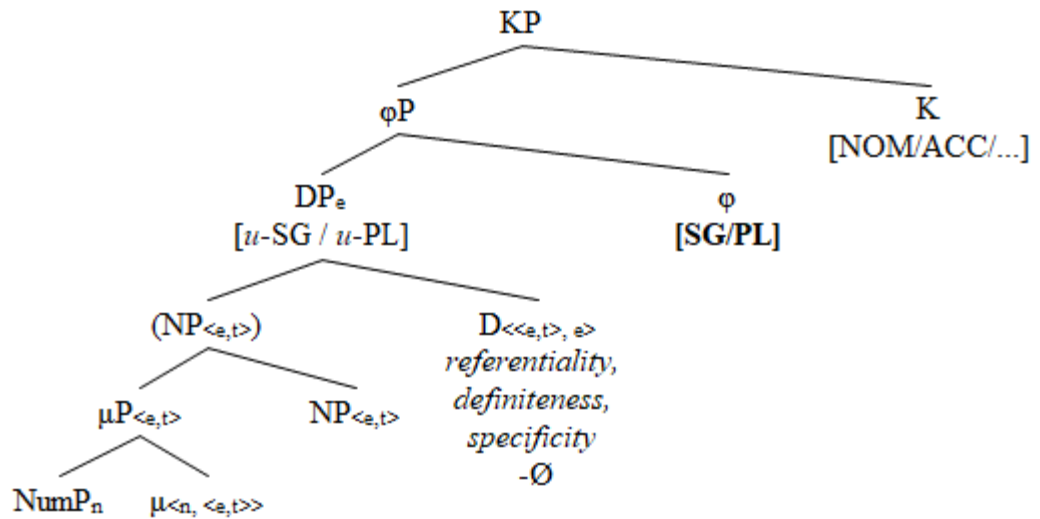 KP
φP K
[NOM/ACC/...]
DPe φ
[u-SG / u-PL] [SG/PL]
(NP<e,t>) D<<e,t>, e>
referentiality,
definiteness,
μP<e,t> NP<e,t>
specificity
-Ø
NumPn μ<n, <e,t>>